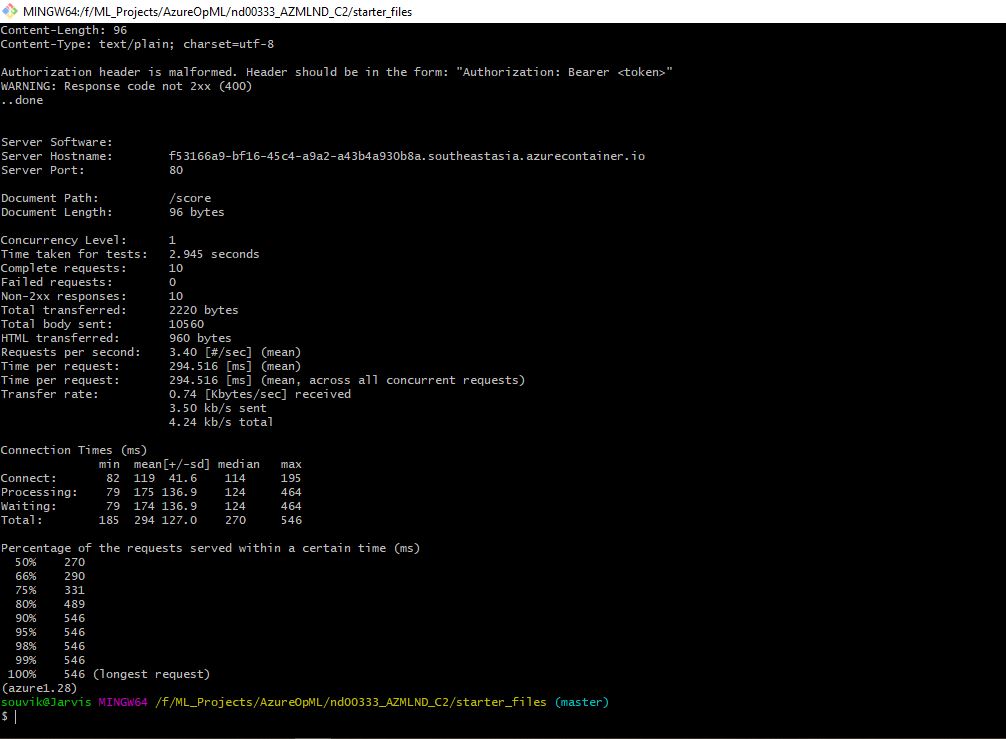 MINGW64:/f/ML_Projects/AzureOpML/nd00333_AZMLND_C2/starter_files
Content-Length: 96
Content-Type: text/plain; charset=utf-8
Authorization header is malformed. Header should be in the form: "Authorization: Bearer <token>"
WARNING: Response code not 2xx (400)
..done
Server Software:
Server Hostname:        f53166a9-bf16-45c4-a9a2-a43b4a930b8a.southeastasia.azurecontainer.io
Server Port:            80
Document Path:          /score
Document Length:        96 bytes
Concurrency Level:      1
Time taken for tests:   2.945 seconds
Complete requests:      10
Failed requests:        0
Non-2xx responses:      10
Total transferred:      2220 bytes
Total body sent:        10560
HTML transferred:       960 bytes
Requests per second:    3.40 [#/sec] (mean)
Time per request:       294.516 [ms] (mean)
Time per request:       294.516 [ms] (mean, across all concurrent requests)
Transfer rate:          0.74 [Kbytes/sec] received
                        3.50 kb/s sent
                        4.24 kb/s total
Connection Times (ms)
              min  mean[+/-sd] median   max
Connect:       82  119  41.6    114     195
Processing:    79  175 136.9    124     464
Waiting:       79  174 136.9    124     464
Total:        185  294 127.0    270     546
Percentage of the requests served within a certain time (ms)
  50%    270
  66%    290
  75%    331
  80%    489
  90%    546
  95%    546
  98%    546
  99%    546
 100%    546 (longest request)
(azure1.28)
souvik@Jarvis MINGW64 /f/ML_Projects/AzureOpML/nd00333_AZMLND_C2/starter_files (master)
$